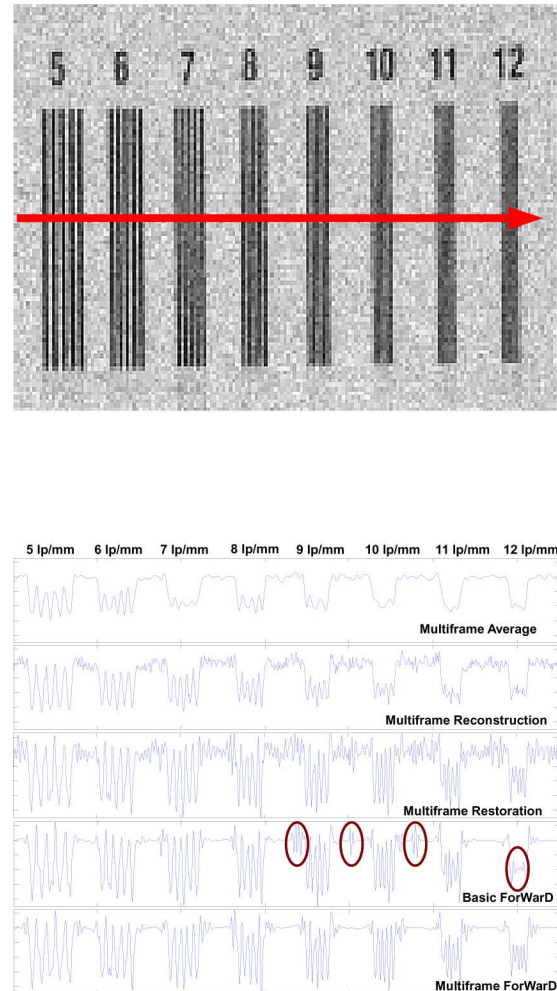 5 6 7 8 9 10 11 12
5 lp/mm 6 lp/mm 7 lp/mm 8 lp/mm 9 lp/mm 10 lp/mm 11 lp/mm 12 lp/mm
Multiframe Average
Multiframe Reconstruction
Multiframe Restoration
Basic ForWarD
Multiframe ForWarD